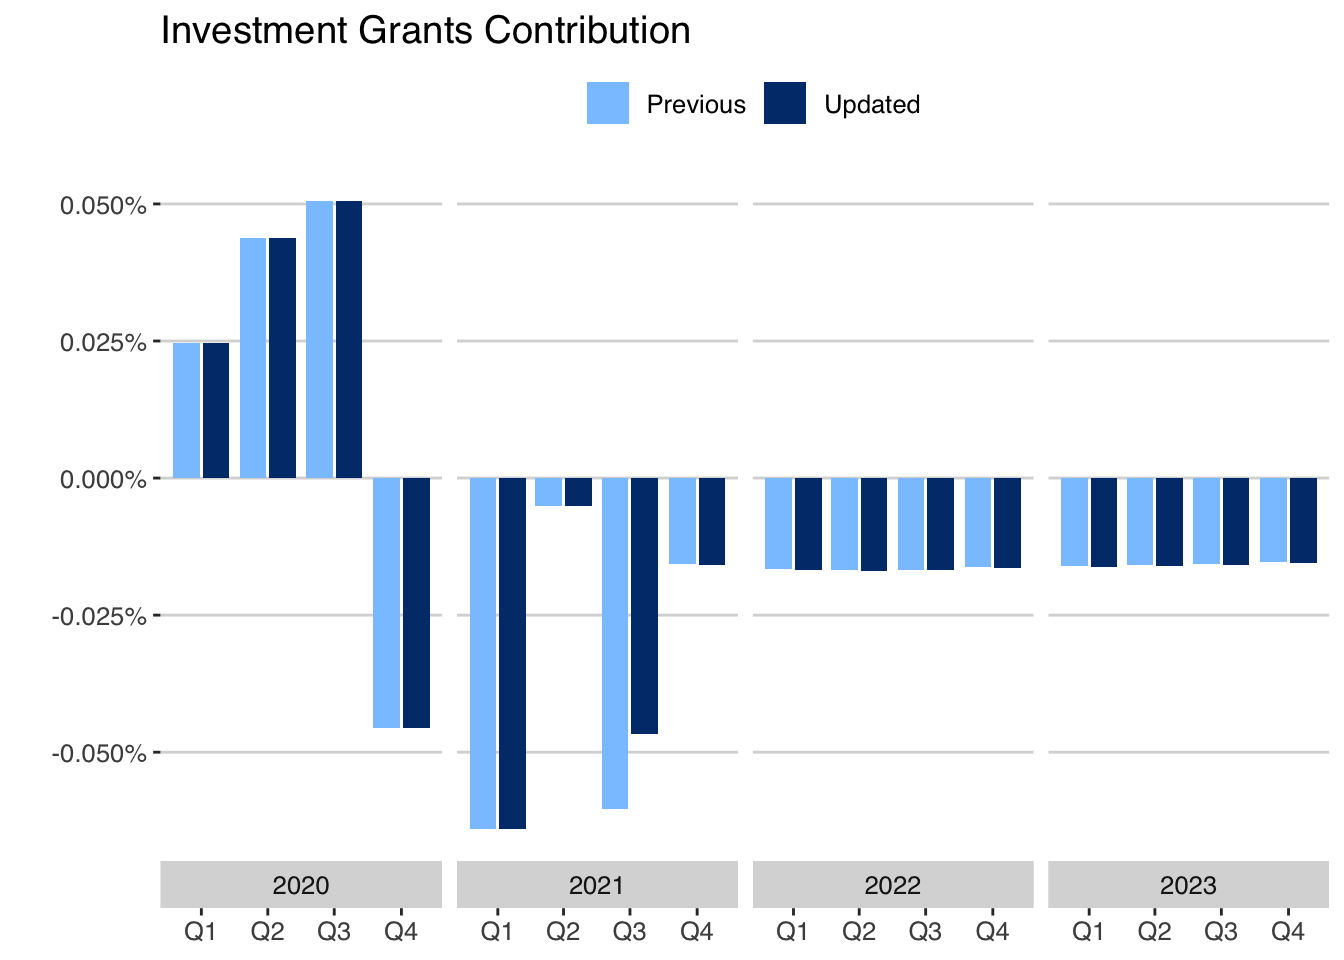 Investment Grants Contribution
Previous Updated
0.050%
0.025%
0.000%
-0.025%
-0.050%
2020 2021 2022 2023
Q1 Q2 Q3 Q4 Q1 Q2 Q3 Q4 Q1 Q2 Q3 Q4 Q1 Q2 Q3 Q4